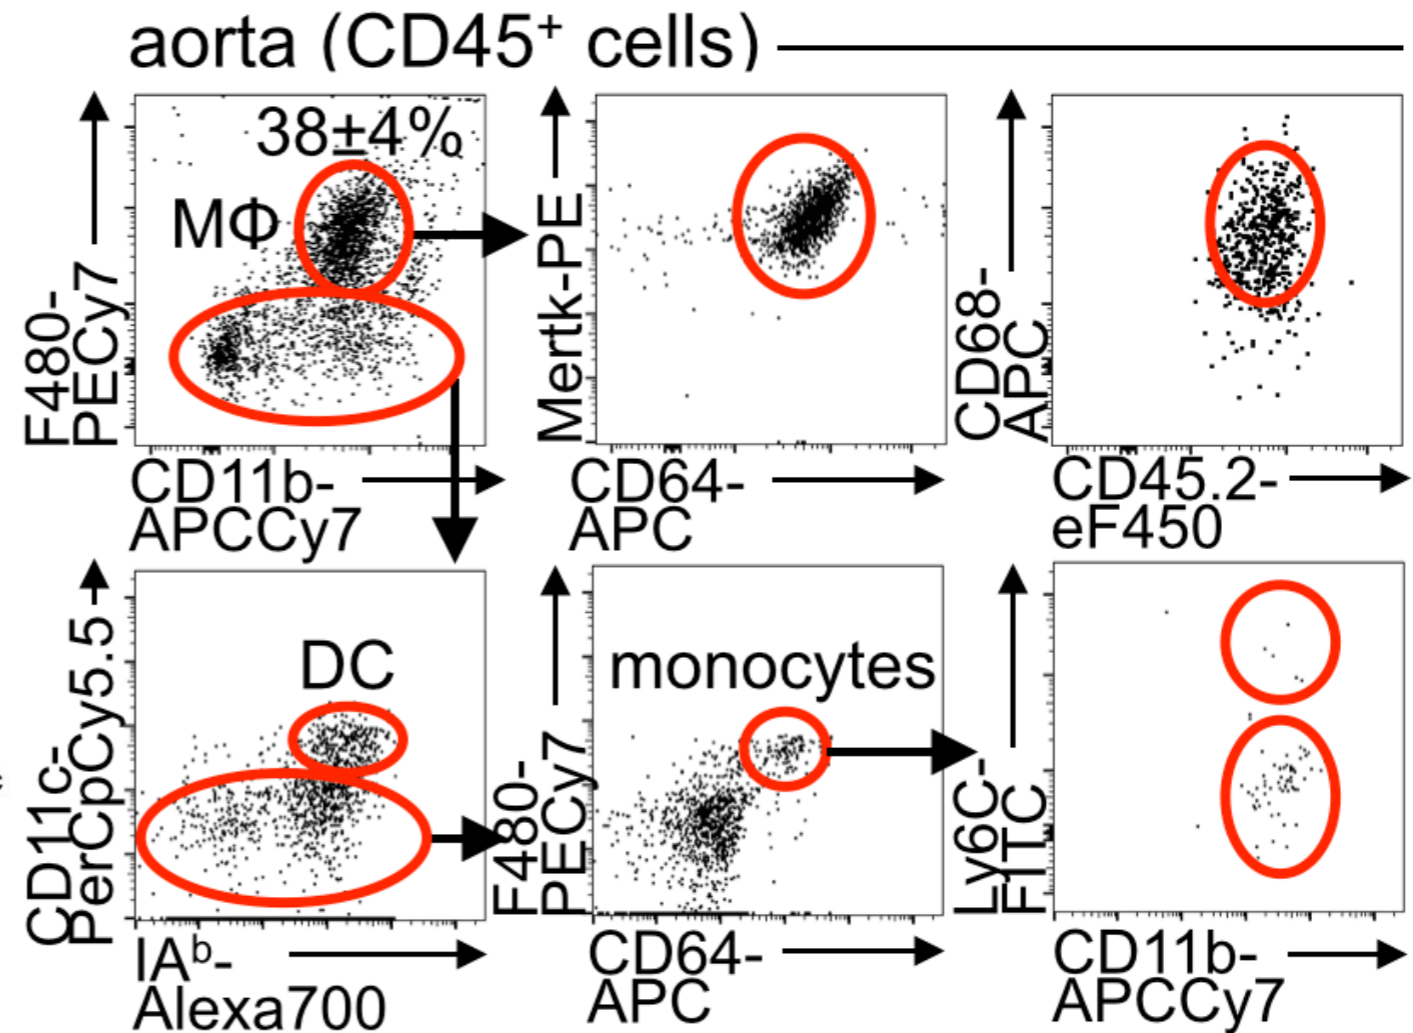 aorta (CD45+ cells)
38±4%
MΦ
F480-
PECy7
CD11b-
APCCy7
Mertk-PE
CD64-
APC
CD68-
APC
CD45.2-
eF450
DC
CD11c-
PerCpCy5.5
IAb-
Alexa700
monocytes
F480-
PECy7
CD64-
APC
Ly6C-
FITC
CD11b-
APCCy7